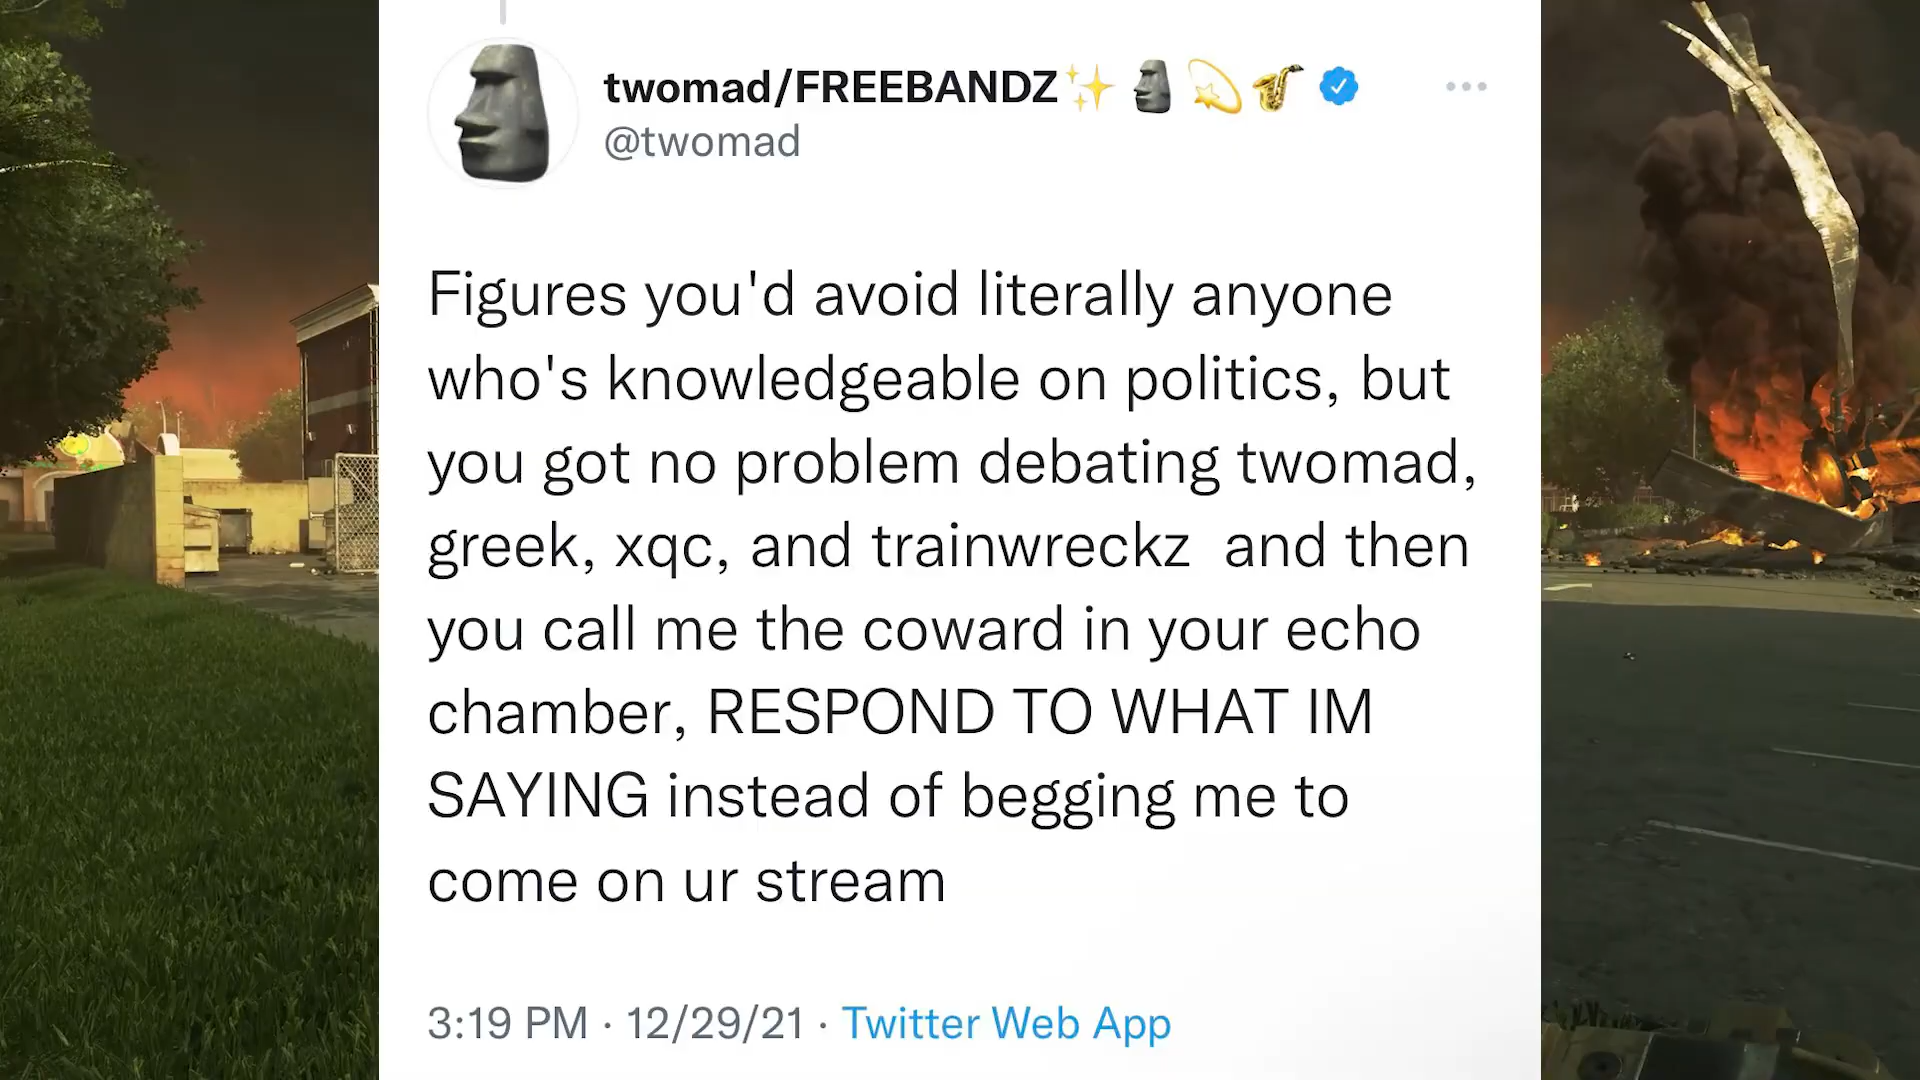 twomad/FREEBANDZ✨🗿💫🎷
@twomad
Figures you'd avoid literally anyone
who's knowledgeable on politics, but
you got no problem debating twomad,
greek, xqc, and trainwreckz  and then
you call me the coward in your echo
chamber, RESPOND TO WHAT IM
SAYING instead of begging me to
come on ur stream
3:19 PM · 12/29/21 · Twitter Web App